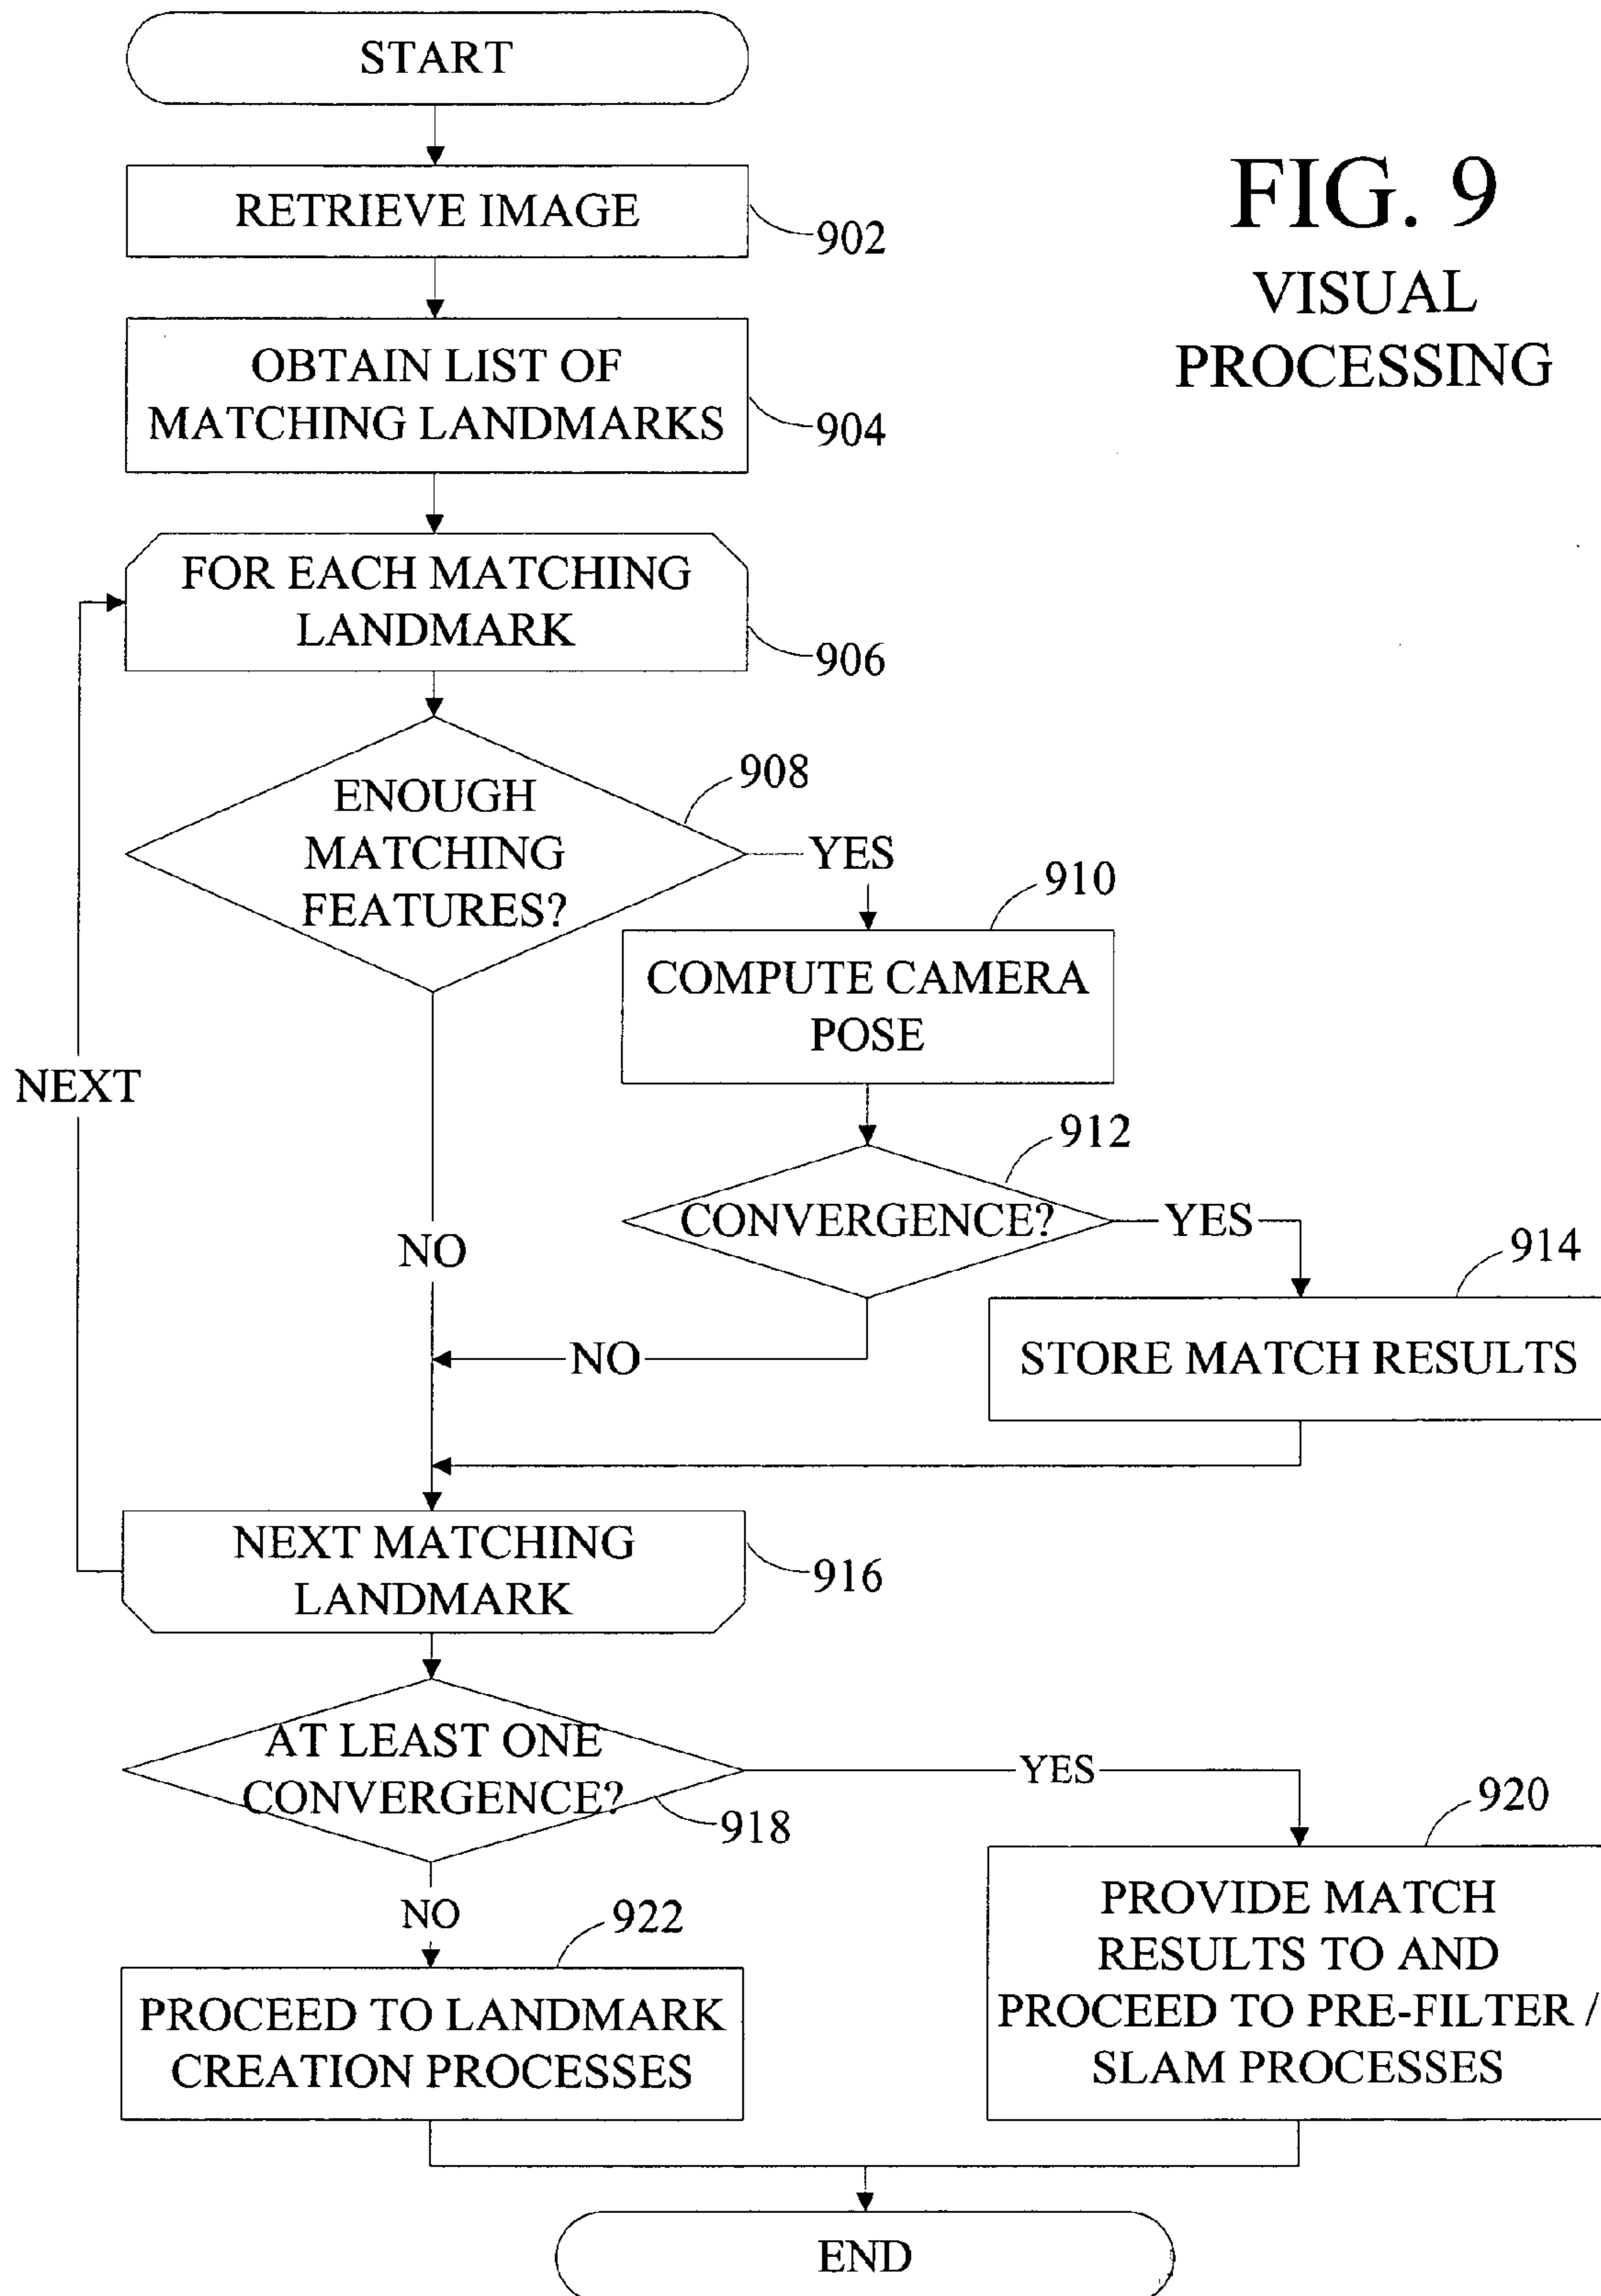 START
FIG. 9
VISUAL
PROCESSING
RETRIEVE IMAGE
902
OBTAIN LIST OF
MATCHING LANDMARKS
904
FOR EACH MATCHING
LANDMARK
906
ENOUGH
MATCHING
FEATURES?
908
YES
910
COMPUTE CAMERA
POSE
NEXT
912
CONVERGENCE?
YES
NO
914
STORE MATCH RESULTS
NO
NEXT MATCHING
LANDMARK
916
AT LEAST ONE
CONVERGENCE?
918
YES
920
PROVIDE MATCH
RESULTS TO AND
PROCEED TO PRE-FILTER /
SLAM PROCESSES
NO
922
PROCEED TO LANDMARK
CREATION PROCESSES
END